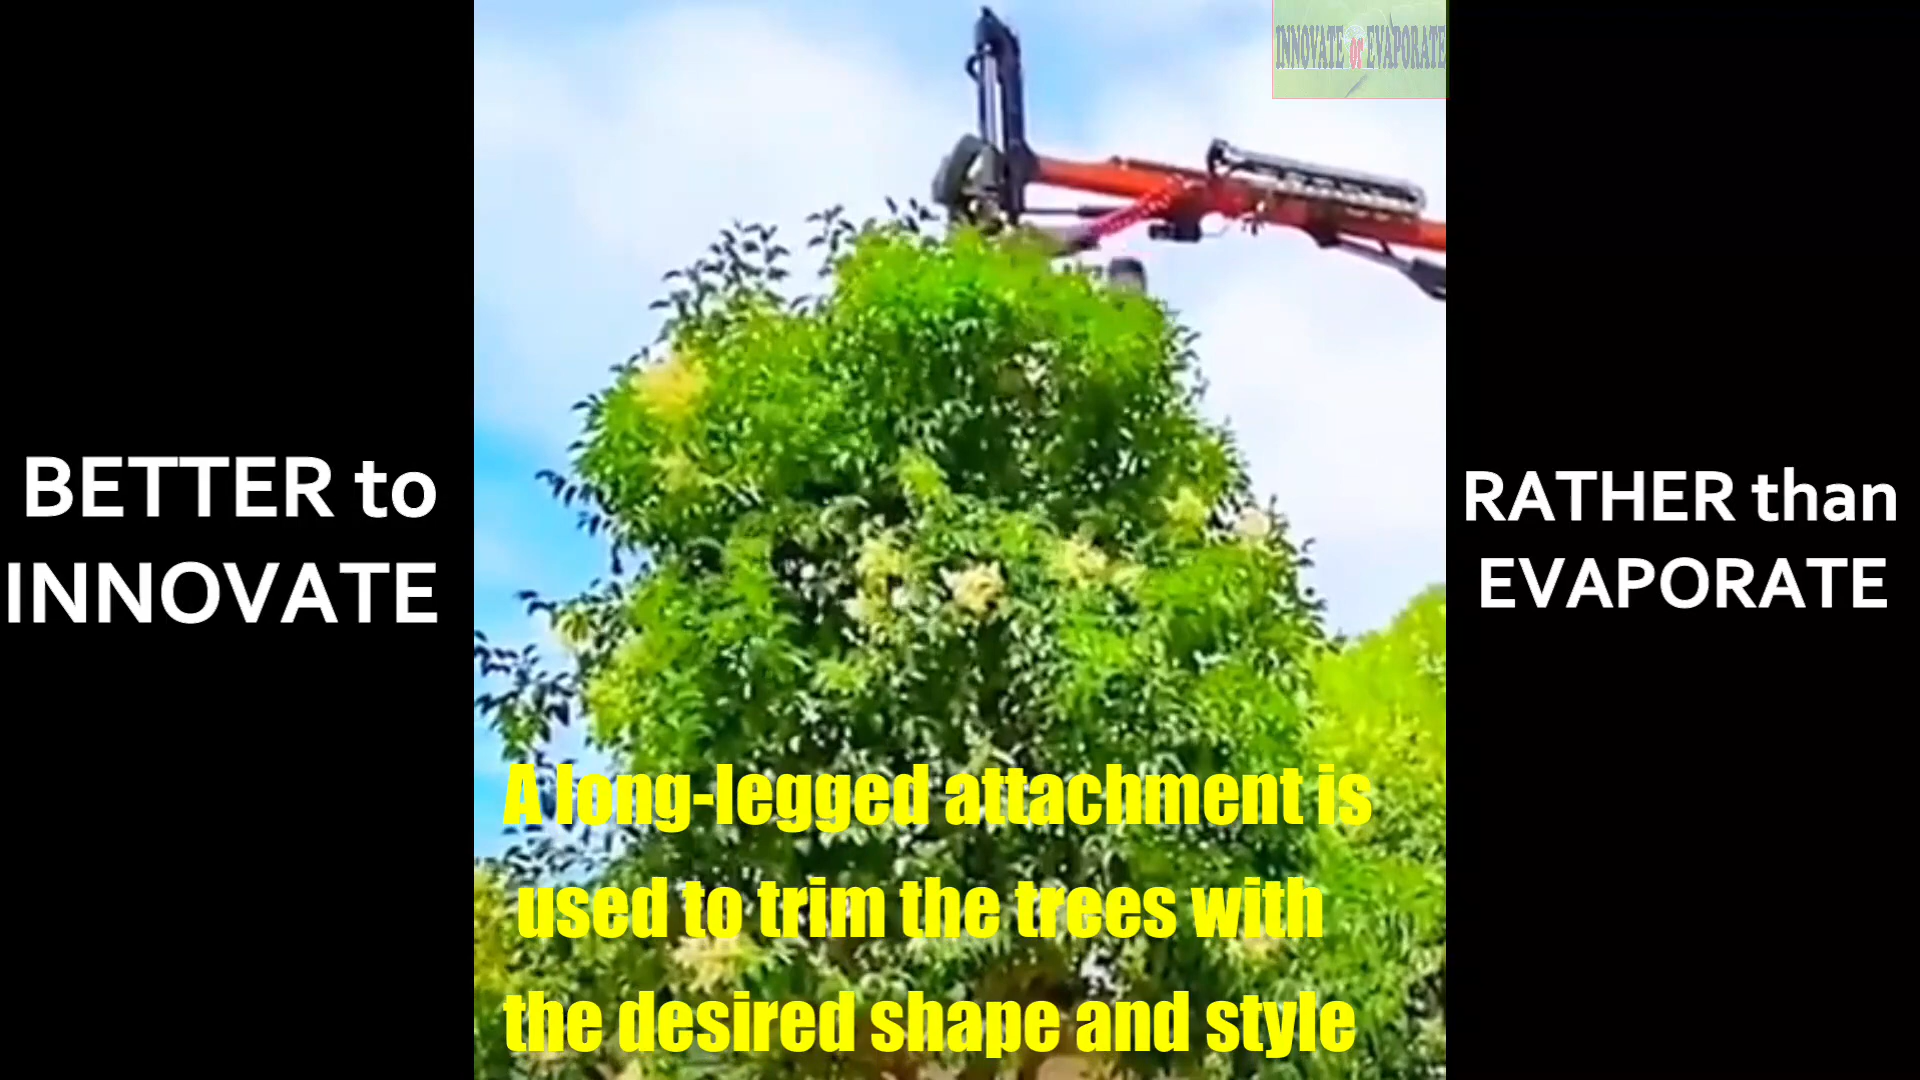 INNOVATE or EVAPORATE
BETTER to
INNOVATE
RATHER than
EVAPORATE
A long-legged attachment is
used to trim the trees with
the desired shape and style